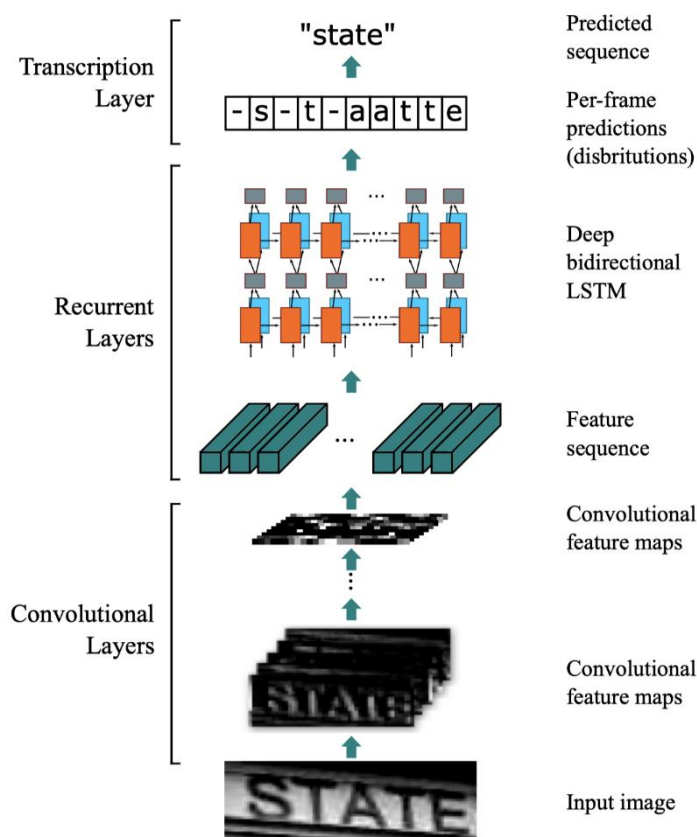 "state"
Predicted
sequence
Transcription
Layer
-s-t-aatte
Per-frame
predictions
(disbritutions)
Deep
bidirectional
LSTM
Recurrent
Layers
...
Feature
sequence
Convolutional
feature maps
Convolutional
Layers
STATE
Convolutional
feature maps
STATE
Input image